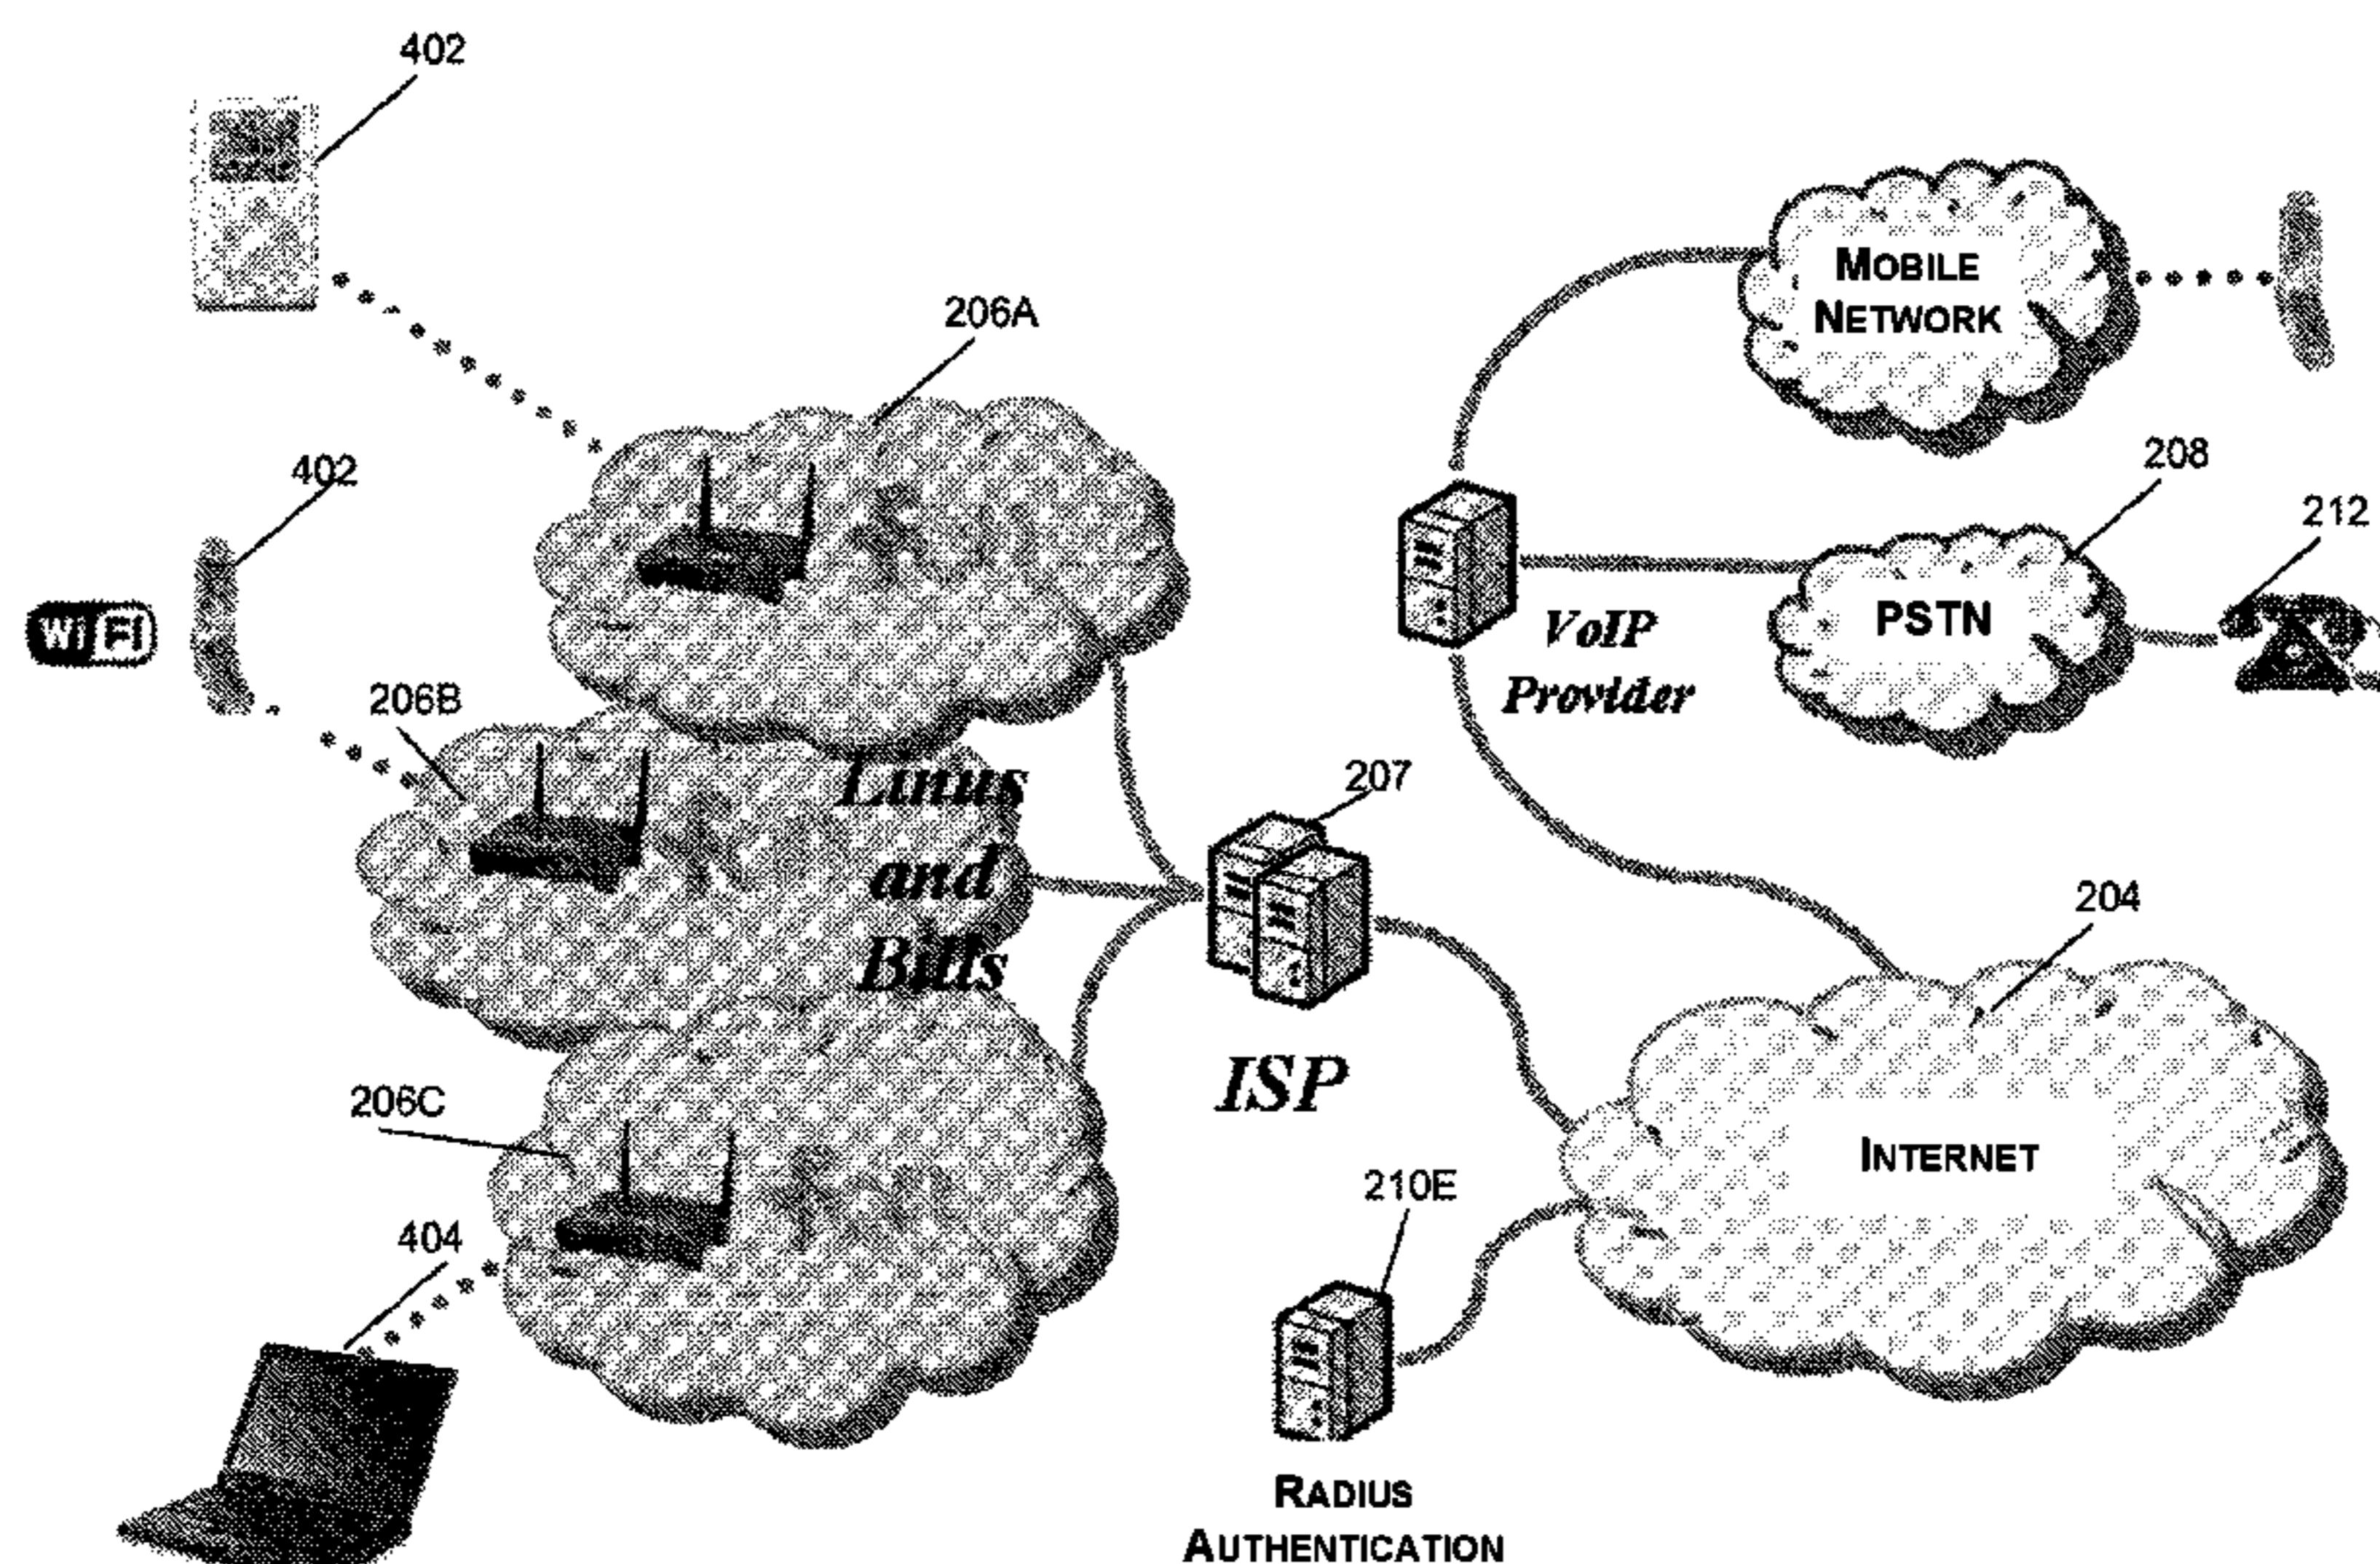 402
206A
MOBILE
NETWORK
208
402
212
WiFi
VoIP
Provider
PSTN
206B
Linus
and
Bills
207
204
ISP
206C
INTERNET
210E
404
RADIUS
AUTHENTICATION